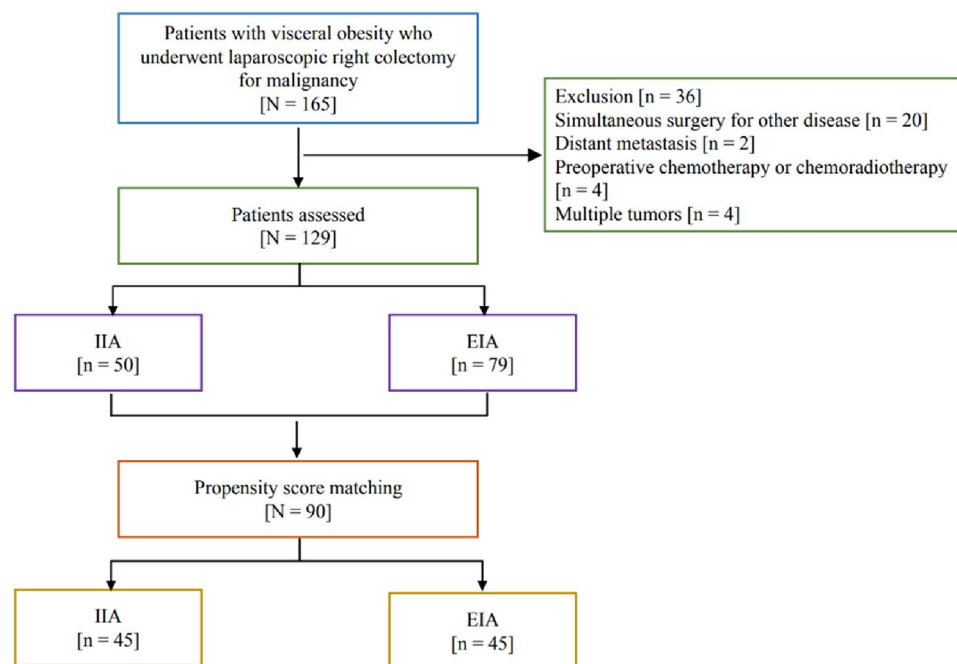 Patients with visceral obesity who
underwent laparoscopic right colectomy
for malignancy
[N = 165]
Exclusion [n = 36]
Simultaneous surgery for other disease [n = 20]
Distant metastasis [n = 2]
Preoperative chemotherapy or chemoradiotherapy
[n = 4]
Multiple tumors [n = 4]
Patients assessed
[N = 129]
IIA
[n = 50]
EIA
[n = 79]
Propensity score matching
[N = 90]
IIA
[n = 45]
EIA
[n = 45]